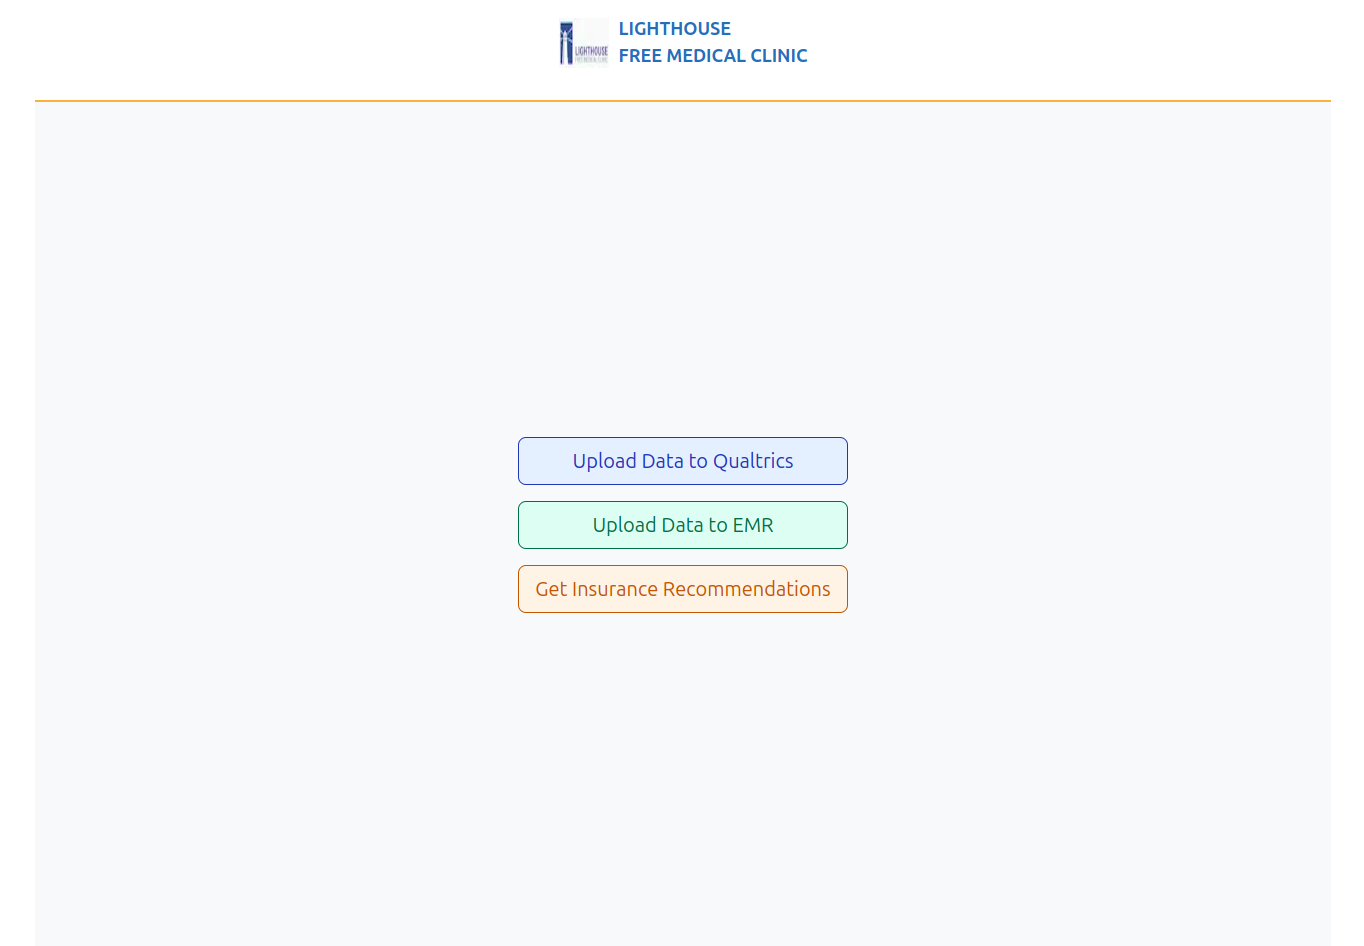 LIGHTHOUSE
FREE MEDICAL CLINIC
LIGHTHOUSE
FREE MEDICAL CLINIC
Upload Data to Qualtrics
Upload Data to EMR
Get Insurance Recommendations